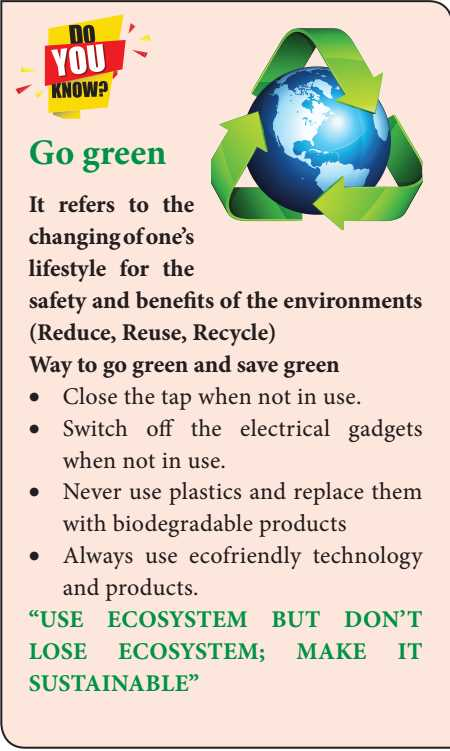 DO
YOU
KNOW?
Go green
It refers to the
changing of one's
lifestyle for the
safety and benefits of the environments
(Reduce, Reuse, Recycle)
Way to go green and save green
• Close the tap when not in use.
• Switch off the electrical gadgets
when not in use.
• Never use plastics and replace them
with biodegradable products
• Always use ecofriendly technology
and products.
“USE ECOSYSTEM BUT DON’T
LOSE ECOSYSTEM; MAKE IT
SUSTAINABLE”